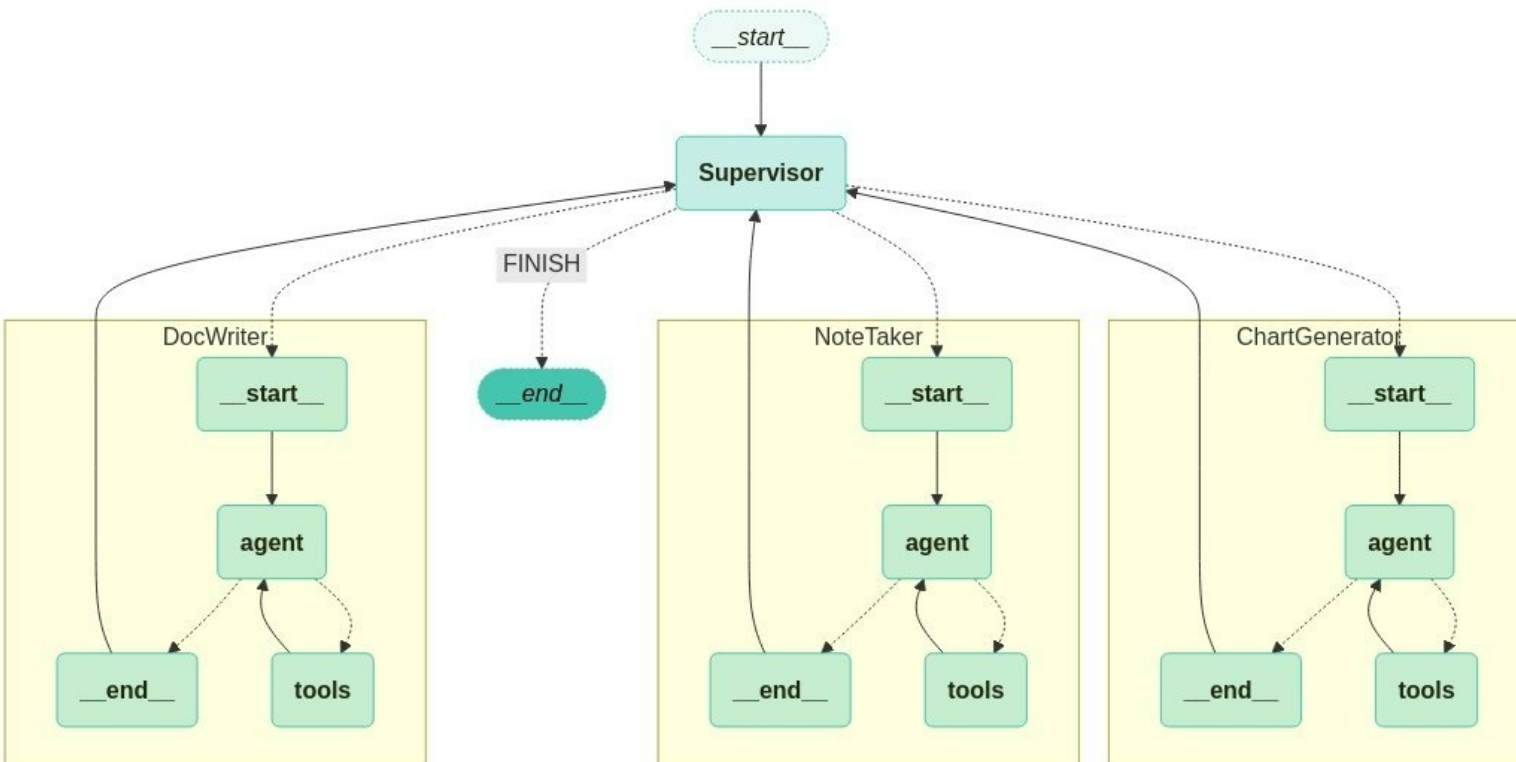 __start__
Supervisor
FINISH
DocWriter
NoteTaker
ChartGenerator
__start__
__end__
__start__
__start__
agent
agent
agent
__end__
tools
__end__
tools
__end__
tools